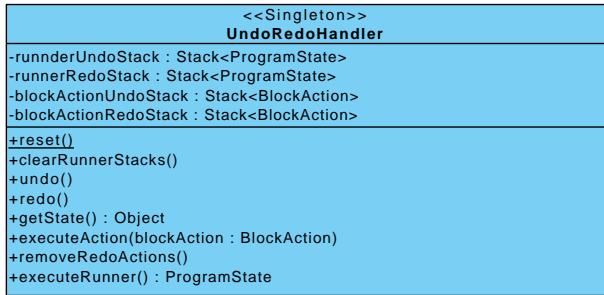 <<Singleton>>
UndoRedoHandler
-runnderUndoStack : Stack<ProgramState>
-runnerRedoStack : Stack<ProgramState>
-blockActionUndoStack : Stack<BlockAction>
-blockActionRedoStack : Stack<BlockAction>
+reset()
+clearRunnerStacks()
+undo()
+redo()
+getState() : Object
+executeAction(blockAction : BlockAction)
+removeRedoActions()
+executeRunner() : ProgramState